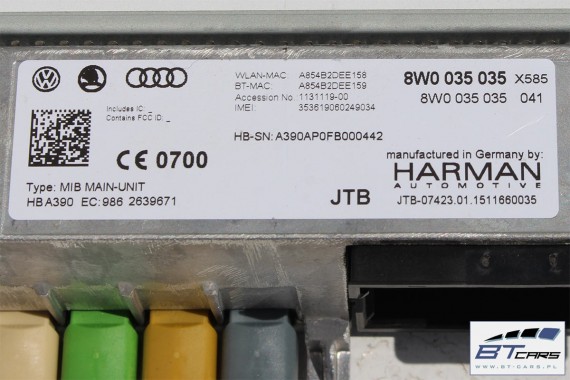 WLAN-MAC: A854B2DEE158
BT-MAC: A854B2DEE159
Accession No.: 1131119-00
IMEI: 353619060249034
8W0 035 035 X585
8W0 035 035 041
Includes IC: _
Contains FCC ID: _
HB-SN: A390AP0FB000442
CE 0700
manufactured in Germany by:
HARMAN
AUTOMOTIVE
Type: MIB MAIN-UNIT
HB A390 EC: 986 2639671
JTB
JTB-07423.01.1511660035
BTCARS
WWW.BTCARS.PL